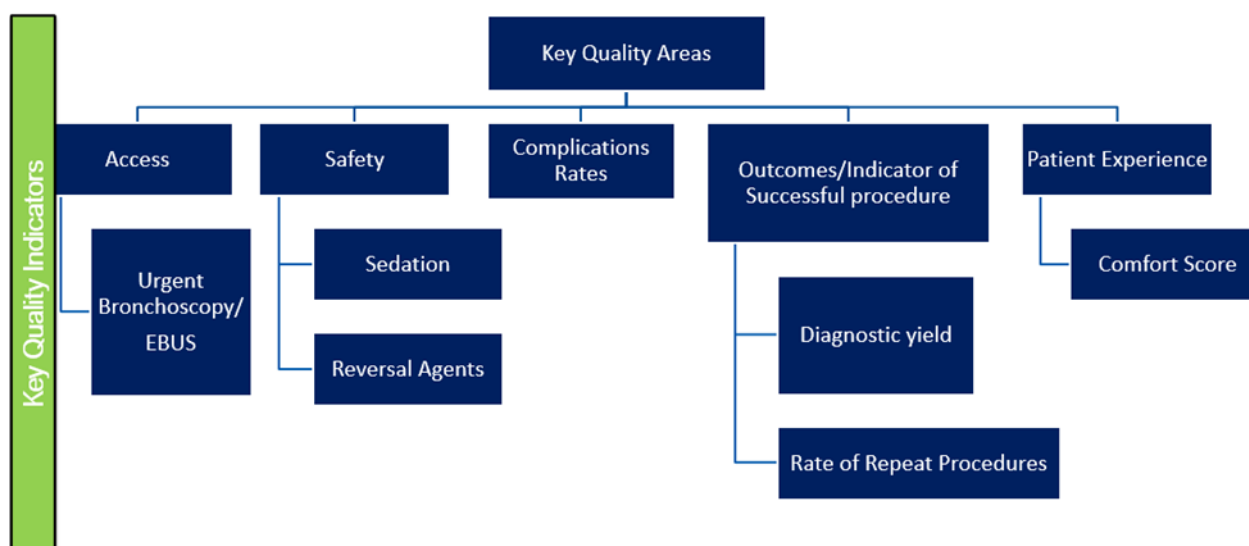 Key Quality Indicators
Key Quality Areas
Access
Safety
Complications
Rates
Outcomes/Indicator of
Successful procedure
Patient Experience
Urgent
Bronchoscopy/
EBUS
Sedation
Reversal Agents
Diagnostic yield
Rate of Repeat Procedures
Comfort Score